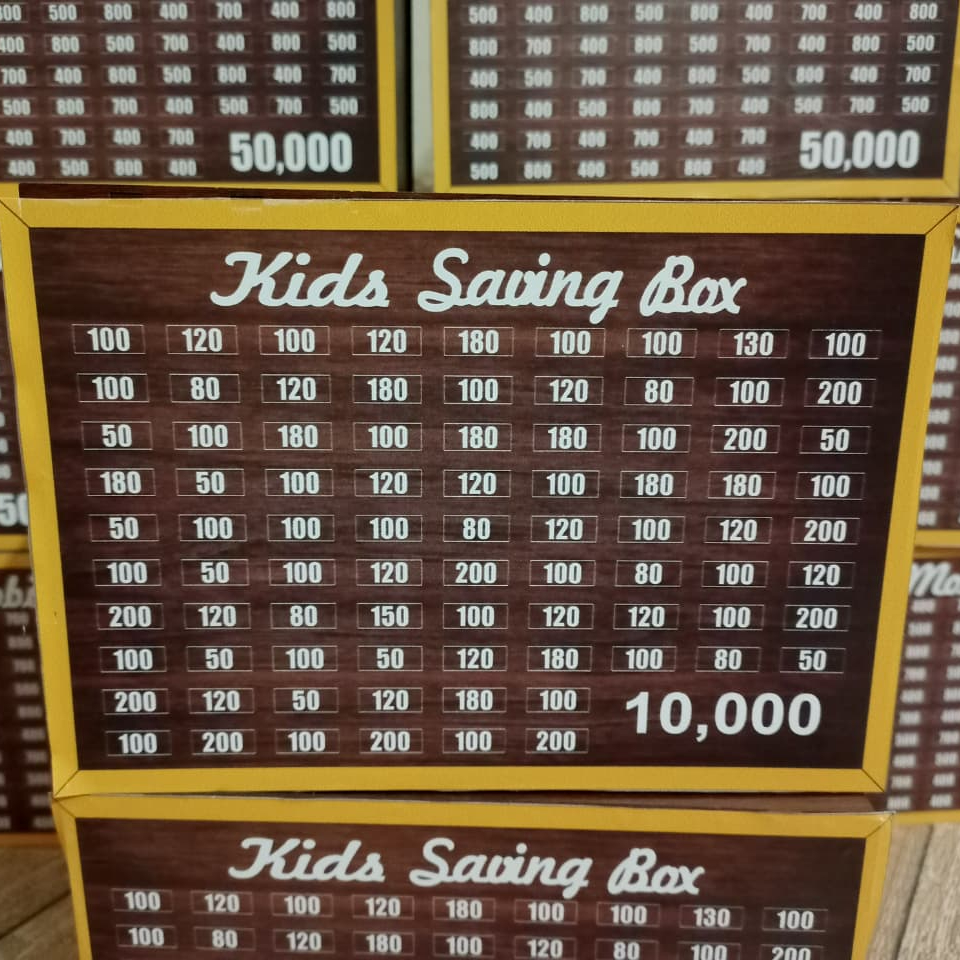 500 400 800 500 700 400 800
400 800 500 700 400 800 500
700 400 800 500 800 400 700
500 800 700 400 500 700 500
400 700 400 700
400 500 800 400 50,000
500 400 800 500 700 800 700 400 800
800 700 400 800 500 700 400 800 500
400 500 700 400 800 500 800 400 700
800 400 500 800 700 400 500 700 500
400 700 400 700 400 700
500 800 400 500 800 400 50,000
Kids Saving Box
100 120 100 120 180 100 100 130 100
100 80 120 180 100 120 80 100 200
50 100 180 100 180 180 100 200 50
180 50 100 120 120 100 180 180 100
50 100 100 100 80 120 100 120 200
100 50 100 120 200 100 80 100 120
200 120 80 150 100 120 120 100 200
100 50 100 50 120 180 100 80 50
200 120 50 120 180 100
100 200 100 200 100 200
10,000
Kids Saving Box
100 120 100 120 180 100 100 130 100
100 80 120 180 100 120 80 100 200